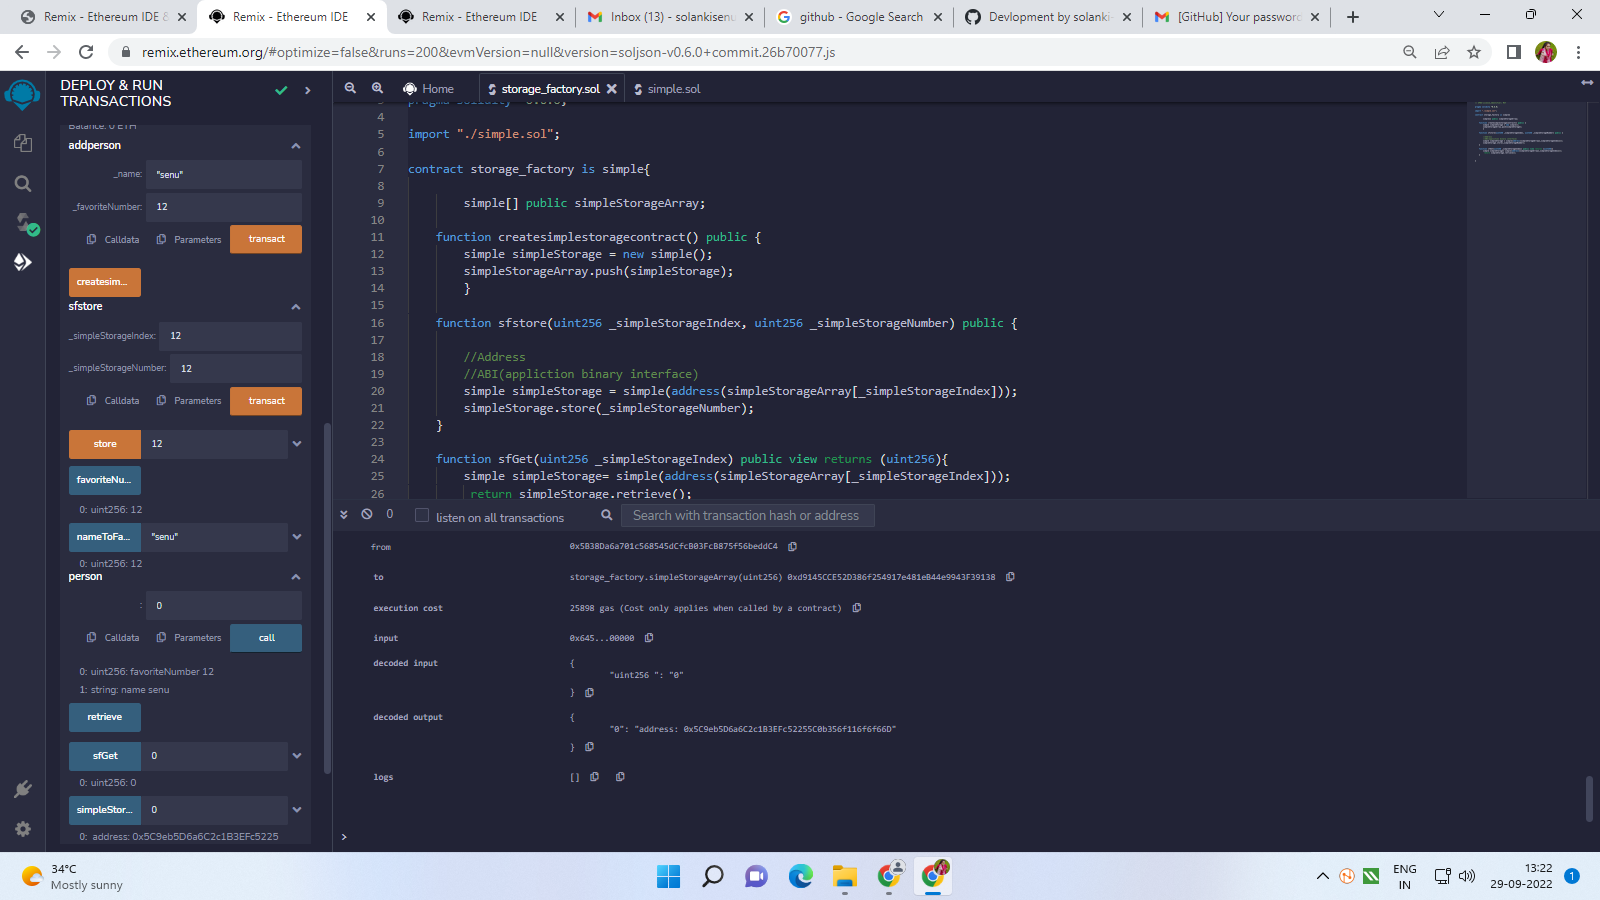 Remix - Ethereum IDE &
Remix - Ethereum IDE
Remix - Ethereum IDE
Inbox (13) - solankisenu
github - Google Search
Devlopment by solanki-
[GitHub] Your password
remix.ethereum.org/#optimize=false&runs=200&evmVersion=null&version=soljson-v0.6.0+commit.26b70077.js
DEPLOY & RUN
TRANSACTIONS
Balance: 0 ETH
addperson
_name: "senu"
_favoriteNumber: 12
Calldata Parameters transact
createsim...
sfstore
_simpleStorageIndex: 12
_simpleStorageNumber: 12
Calldata Parameters transact
store 12
favoriteNu...
0: uint256: 12
nameToFa... "senu"
0: uint256: 12
person
: 0
Calldata Parameters call
0: uint256: favoriteNumber 12
1: string: name senu
retrieve
sfGet 0
0: uint256: 0
simpleStor... 0
0: address: 0x5C9eb5D6a6C2c1B3EFc5225
Home
storage_factory.sol
simple.sol
4
5 import "./simple.sol";
6
7 contract storage_factory is simple{
8
9 simple[] public simpleStorageArray;
10
11 function createsimplestoragecontract() public {
12 simple simpleStorage = new simple();
13 simpleStorageArray.push(simpleStorage);
14 }
15
16 function sfstore(uint256 _simpleStorageIndex, uint256 _simpleStorageNumber) public {
17
18 //Address
19 //ABI(appliction binary interface)
20 simple simpleStorage = simple(address(simpleStorageArray[_simpleStorageIndex]));
21 simpleStorage.store(_simpleStorageNumber);
22 }
23
24 function sfGet(uint256 _simpleStorageIndex) public view returns (uint256){
25 simple simpleStorage= simple(address(simpleStorageArray[_simpleStorageIndex]));
26 return simpleStorage.retrieve();
0 listen on all transactions Search with transaction hash or address
from 0x5B38Da6a701c568545dCfcB03FcB875f56beddC4
to storage_factory.simpleStorageArray(uint256) 0xd9145CCE52D386f254917e481eB44e9943F39138
execution cost 25898 gas (Cost only applies when called by a contract)
input 0x645...00000
decoded input {
"uint256 ": "0"
}
decoded output {
"0": "address: 0x5C9eb5D6a6C2c1B3EFc52255C0b356f116f6f66D"
}
logs []
>
34°C
Mostly sunny
ENG
IN
13:22
29-09-2022
1